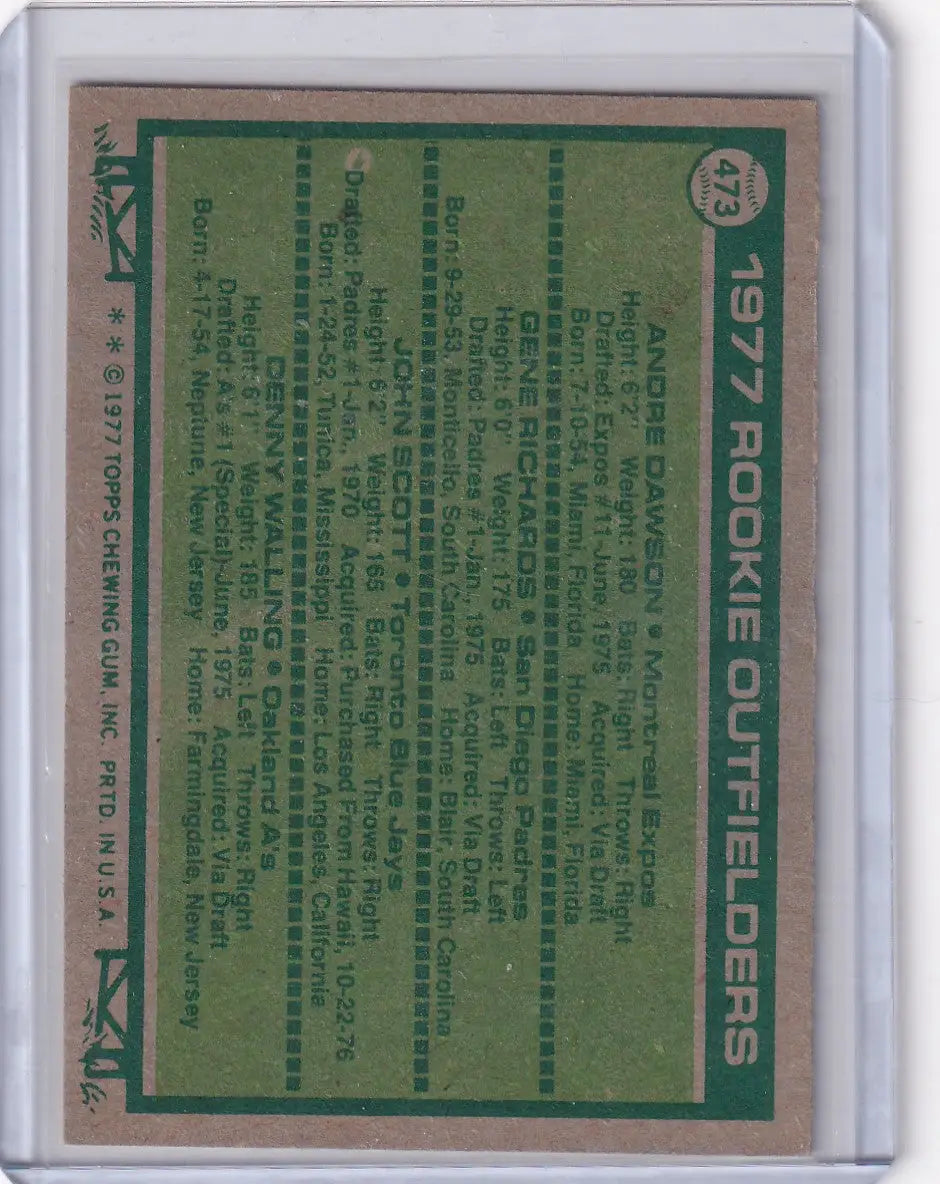 473
1977 ROOKIE OUTFIELDERS
ANDRE DAWSON • Montreal Expos
Height: 6'2" Weight: 180 Bats: Right Throws: Right
Drafted: Expos #11-June, 1975 Acquired: Via Draft
Born: 7-10-54, Miami, Florida Home: Miami, Florida
GENE RICHARDS • San Diego Padres
Height: 6'0" Weight: 175 Bats: Left Throws: Left
Drafted: Padres #1-Jan., 1975 Acquired: Via Draft
Born: 9-29-53, Monticello, South Carolina Home: Blair, South Carolina
JOHN SCOTT • Toronto Blue Jays
Height: 6'2" Weight: 165 Bats: Right Throws: Right
Drafted: Padres #1-Jan., 1970 Acquired: Purchased From Hawaii, 10-22-76
Born: 1-24-52, Tunica, Mississippi Home: Los Angeles, California
DENNY WALLING • Oakland A's
Height: 6'1" Weight: 185 Bats: Left Throws: Right
Drafted: A's #1 (Special)-June, 1975 Acquired: Via Draft
Born: 4-17-54, Neptune, New Jersey Home: Farmingdale, New Jersey
* * © 1977 TOPPS CHEWING GUM, INC. PRTD. IN U.S.A.